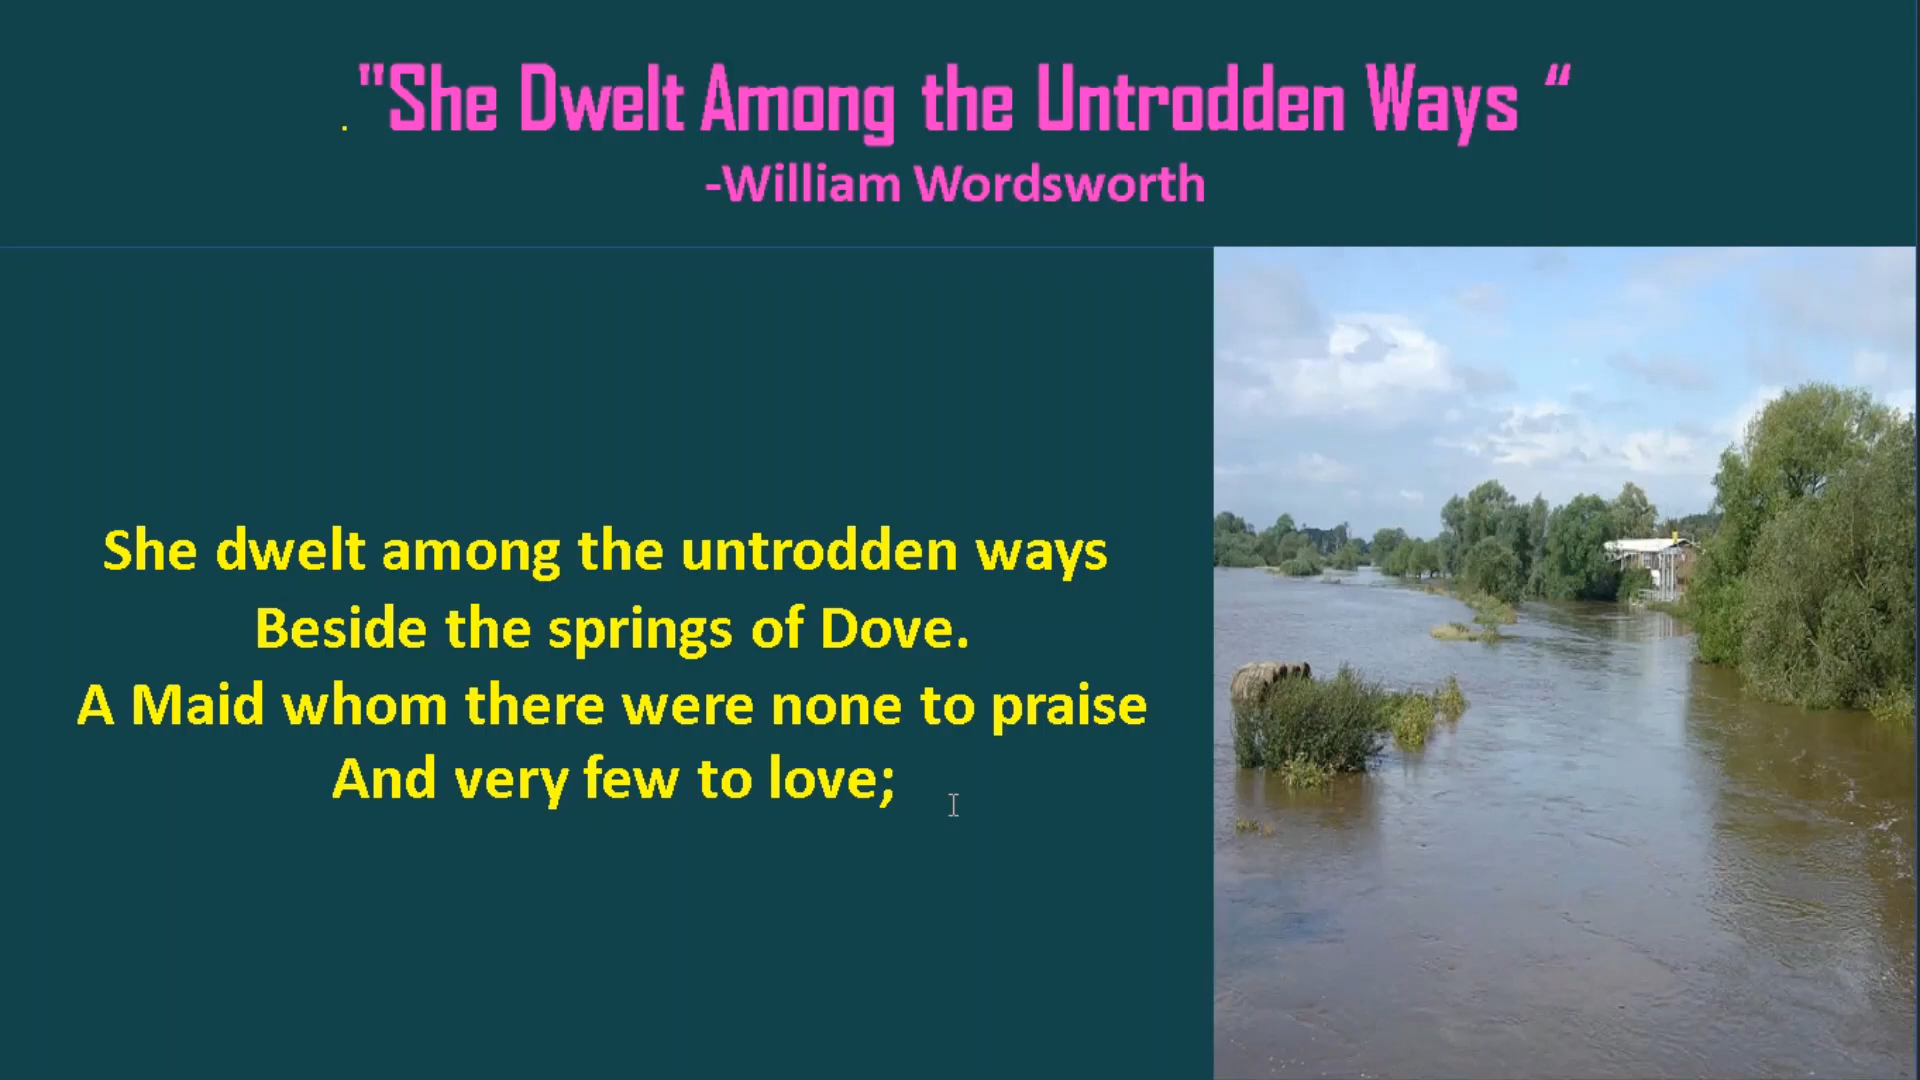 ."She Dwelt Among the Untrodden Ways “
-William Wordsworth
She dwelt among the untrodden ways
Beside the springs of Dove.
A Maid whom there were none to praise
And very few to love;